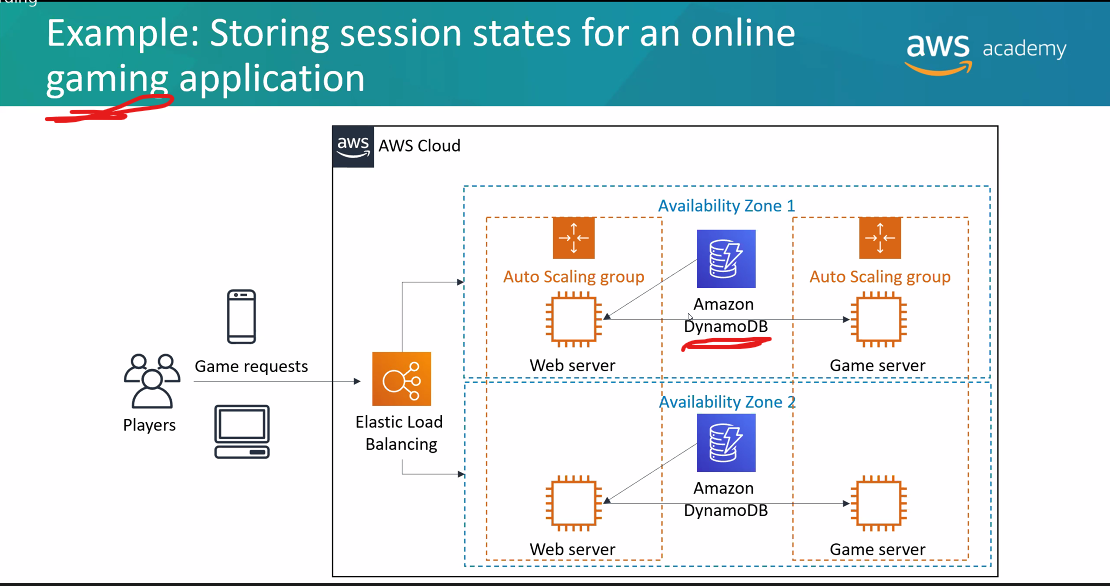 Example: Storing session states for an online
gaming application
aws academy
aws
AWS Cloud
Availability Zone 1
Auto Scaling group
Auto Scaling group
Amazon
DynamoDB
Web server
Game server
Game requests
Players
Elastic Load
Balancing
Availability Zone 2
Amazon
DynamoDB
Web server
Game server